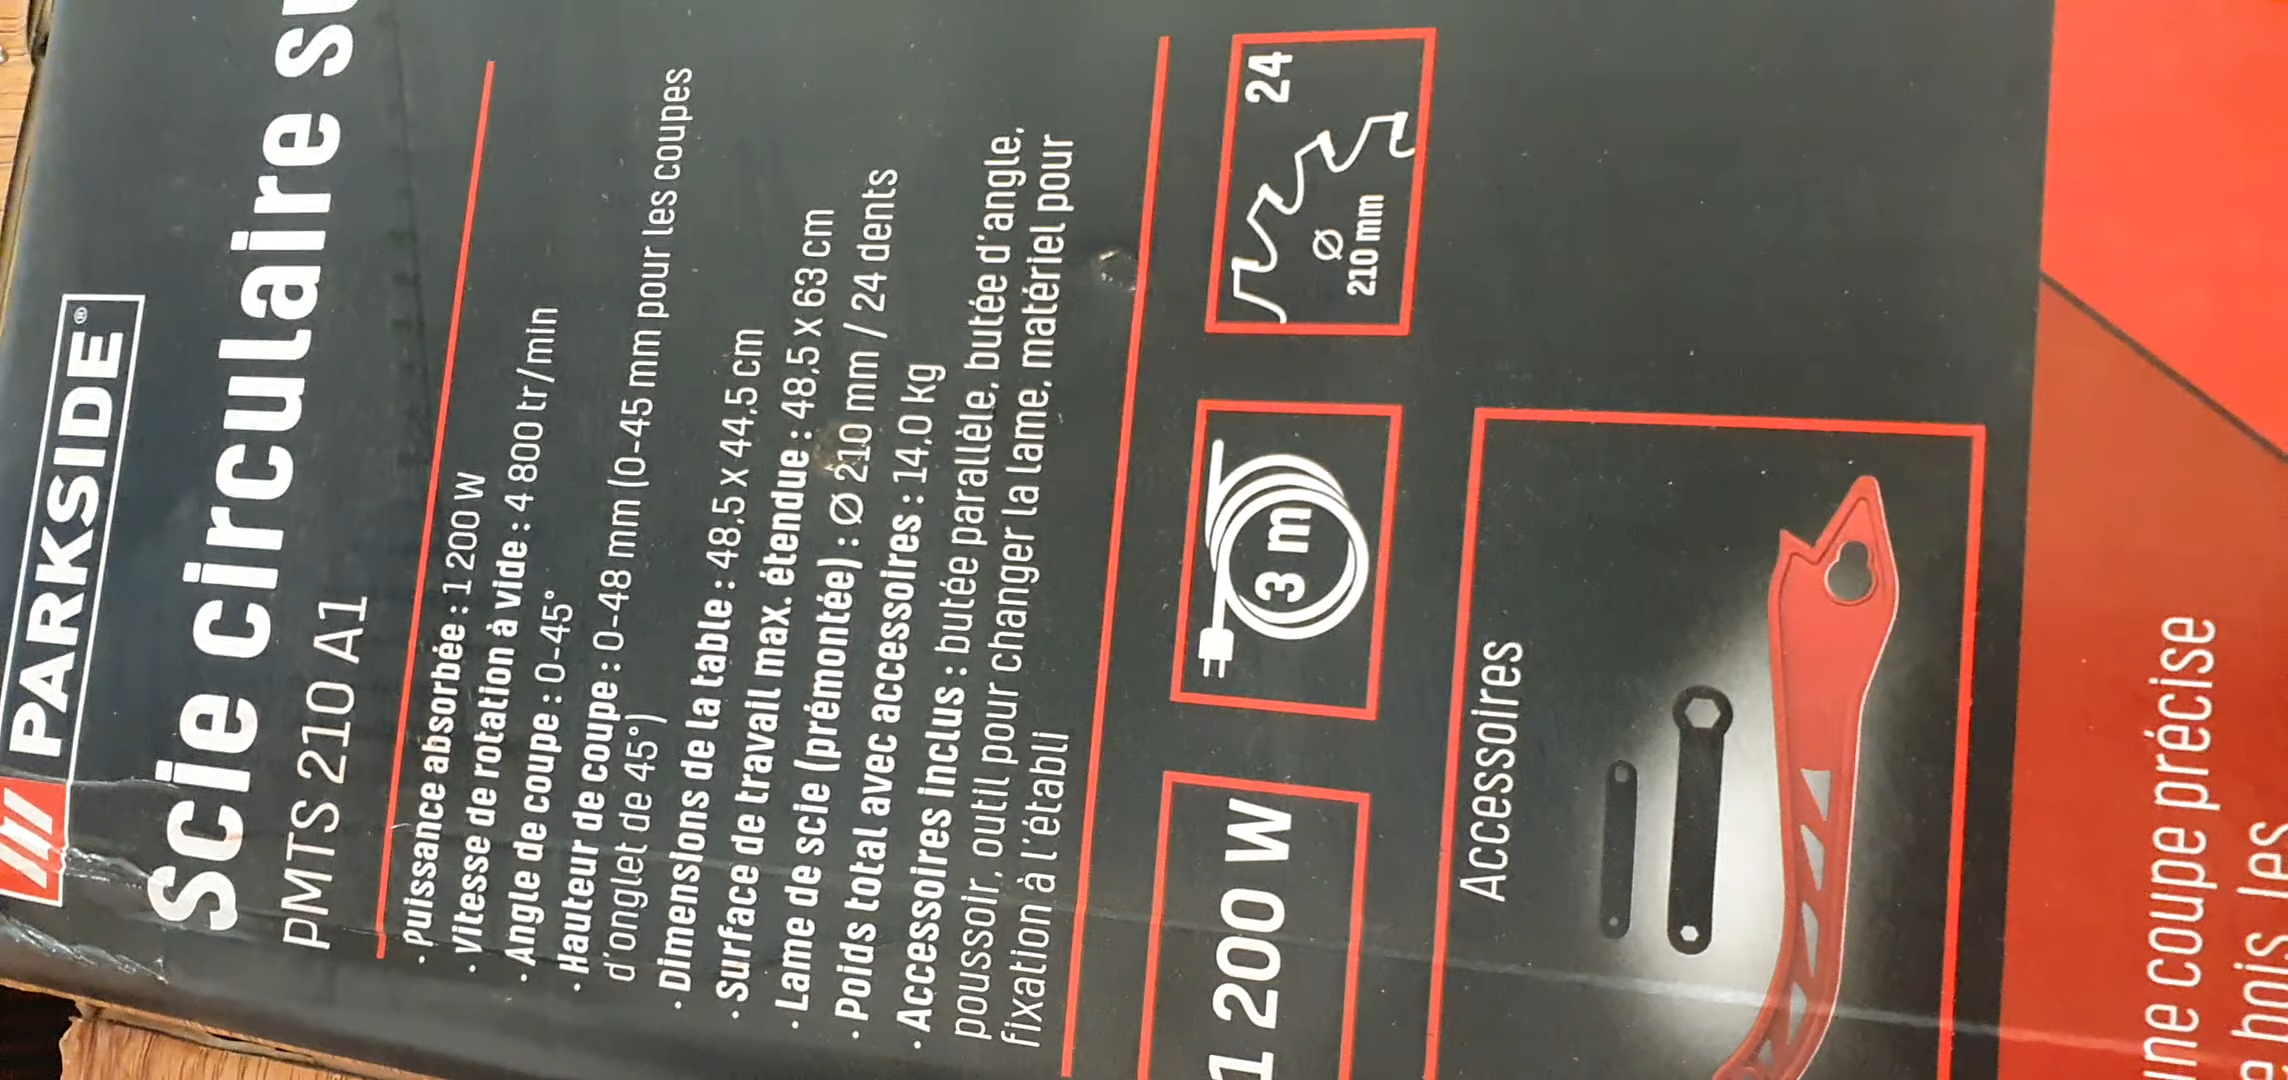 PARKSIDE®
Scie circulaire
PMTS 210 A1
· Puissance absorbée : 1 200 W
· Vitesse de rotation à vide : 4 800 tr/min
· Angle de coupe : 0-45°
· Hauteur de coupe : 0-48 mm (0-45 mm pour les coupes
d'onglet de 45°)
· Dimensions de la table : 48,5 x 44,5 cm
· Surface de travail max. étendue : 48,5 x 63 cm
· Lame de scie (prémontée) : Ø 210 mm / 24 dents
· Poids total avec accessoires : 14,0 kg
· Accessoires inclus : butée parallèle, butée d'angle,
poussoir, outil pour changer la lame, matériel pour
fixation à l'établi
1 200 W
3 m
24
Ø
210 mm
Accessoires
une coupe précise
bois, les